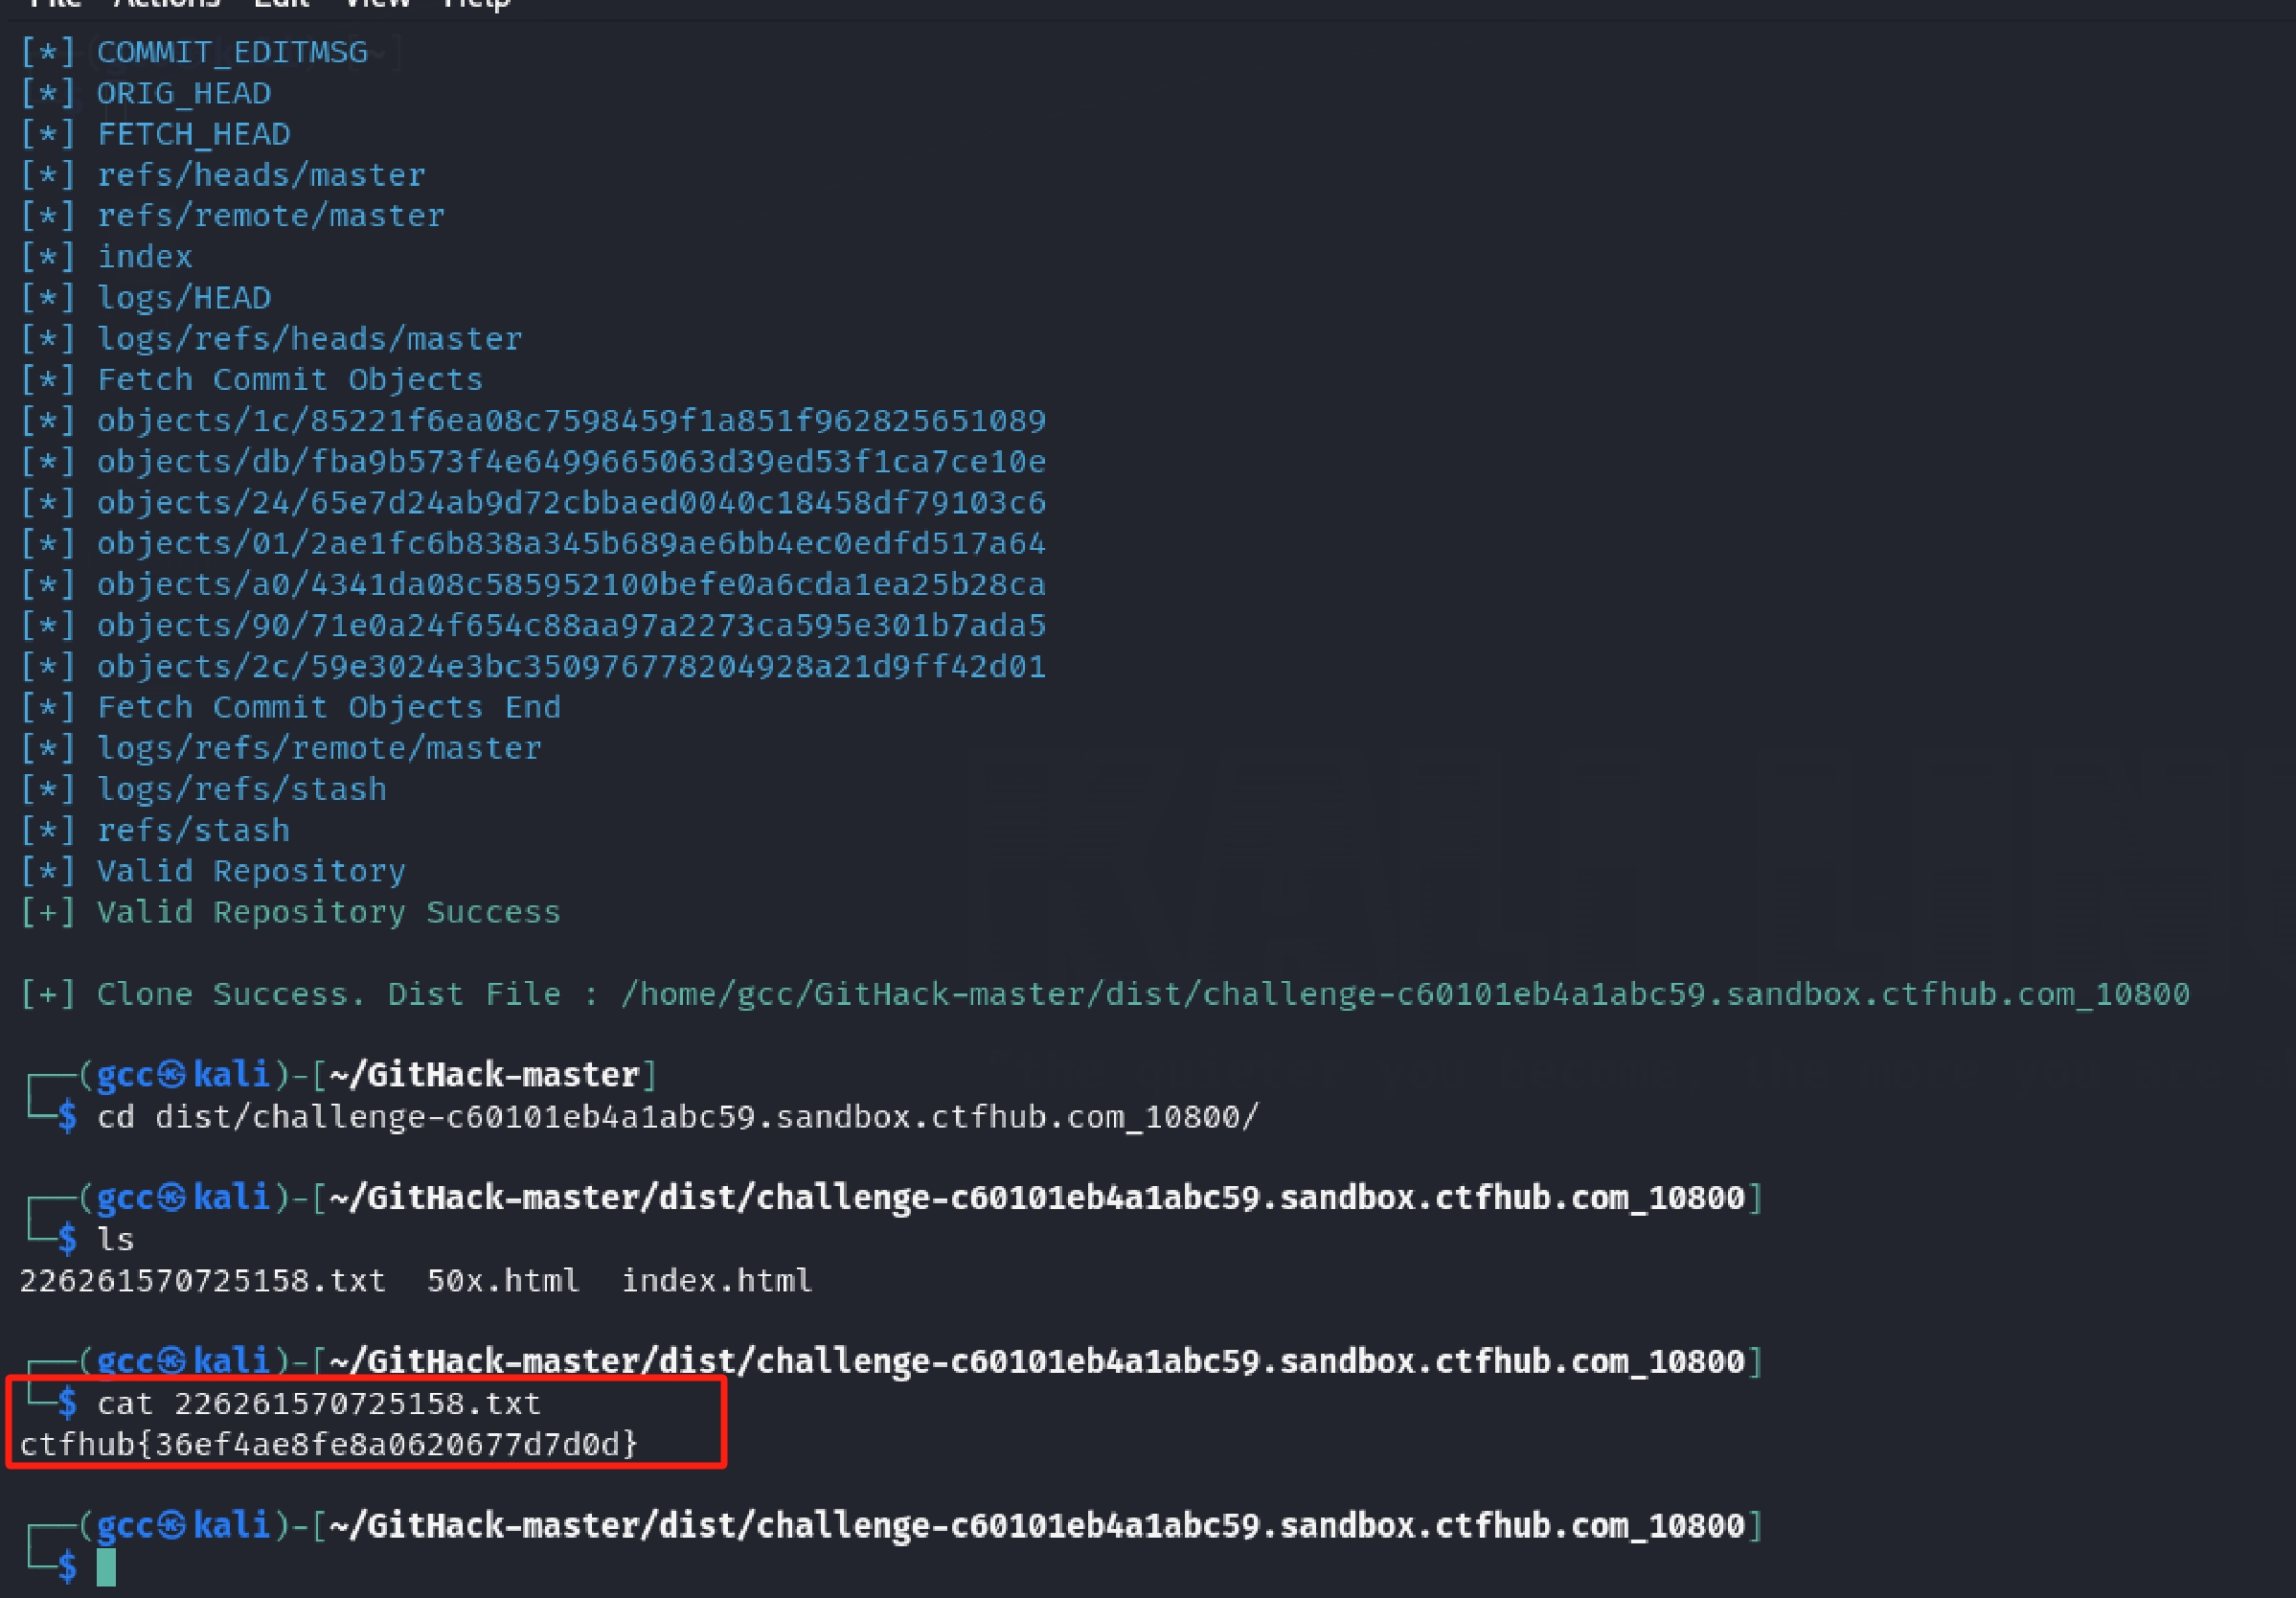 File Actions Edit View Help
[*] COMMIT_EDITMSG
[*] ORIG_HEAD
[*] FETCH_HEAD
[*] refs/heads/master
[*] refs/remote/master
[*] index
[*] logs/HEAD
[*] logs/refs/heads/master
[*] Fetch Commit Objects
[*] objects/1c/85221f6ea08c7598459f1a851f962825651089
[*] objects/db/fba9b573f4e6499665063d39ed53f1ca7ce10e
[*] objects/24/65e7d24ab9d72cbbaed0040c18458df79103c6
[*] objects/01/2ae1fc6b838a345b689ae6bb4ec0edfd517a64
[*] objects/a0/4341da08c585952100befe0a6cda1ea25b28ca
[*] objects/90/71e0a24f654c88aa97a2273ca595e301b7ada5
[*] objects/2c/59e3024e3bc350976778204928a21d9ff42d01
[*] Fetch Commit Objects End
[*] logs/refs/remote/master
[*] logs/refs/stash
[*] refs/stash
[*] Valid Repository
[+] Valid Repository Success
[+] Clone Success. Dist File : /home/gcc/GitHack-master/dist/challenge-c60101eb4a1abc59.sandbox.ctfhub.com_10800
┌──(gcc㉿kali)-[~/GitHack-master]
└─$ cd dist/challenge-c60101eb4a1abc59.sandbox.ctfhub.com_10800/
┌──(gcc㉿kali)-[~/GitHack-master/dist/challenge-c60101eb4a1abc59.sandbox.ctfhub.com_10800]
└─$ ls
226261570725158.txt  50x.html  index.html
┌──(gcc㉿kali)-[~/GitHack-master/dist/challenge-c60101eb4a1abc59.sandbox.ctfhub.com_10800]
└─$ cat 226261570725158.txt
ctfhub{36ef4ae8fe8a0620677d7d0d}
┌──(gcc㉿kali)-[~/GitHack-master/dist/challenge-c60101eb4a1abc59.sandbox.ctfhub.com_10800]
└─$